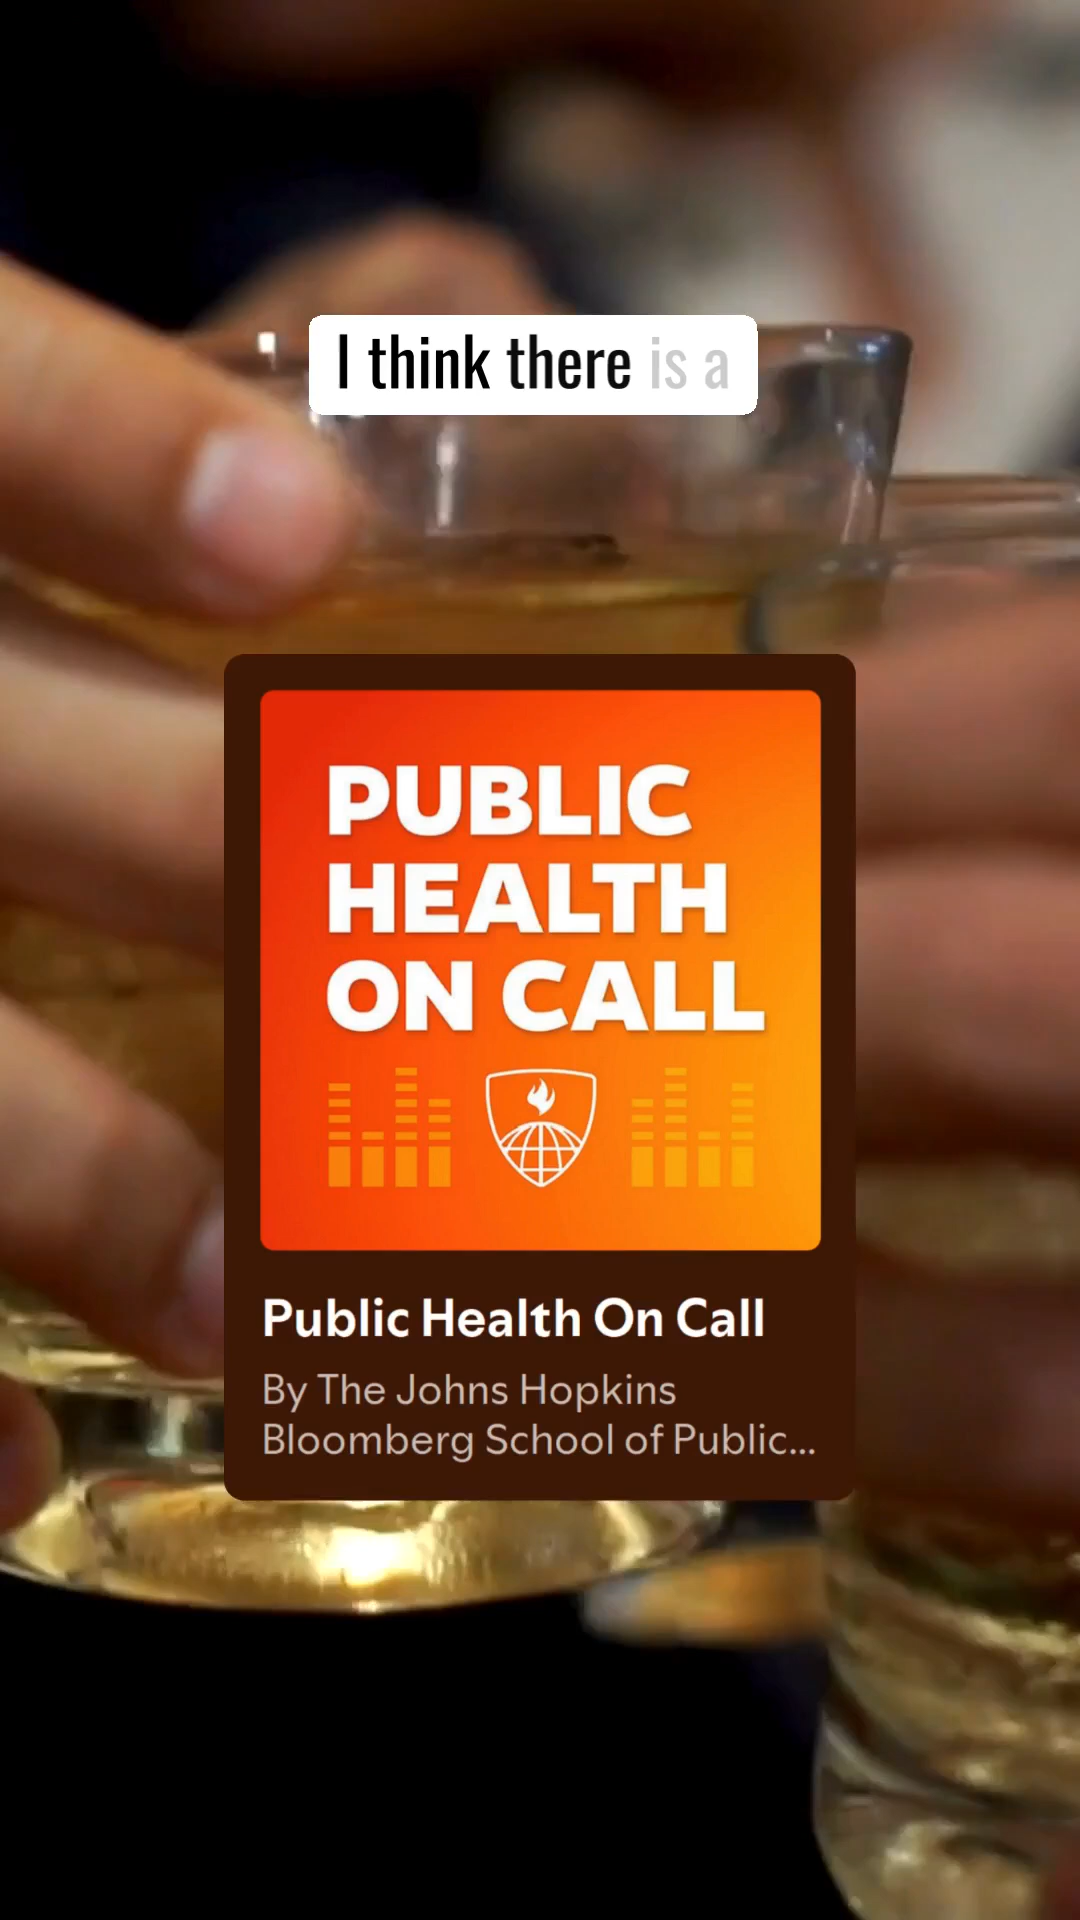 I think there is a
PUBLIC
HEALTH
ON CALL
Public Health On Call
By The Johns Hopkins
Bloomberg School of Public...